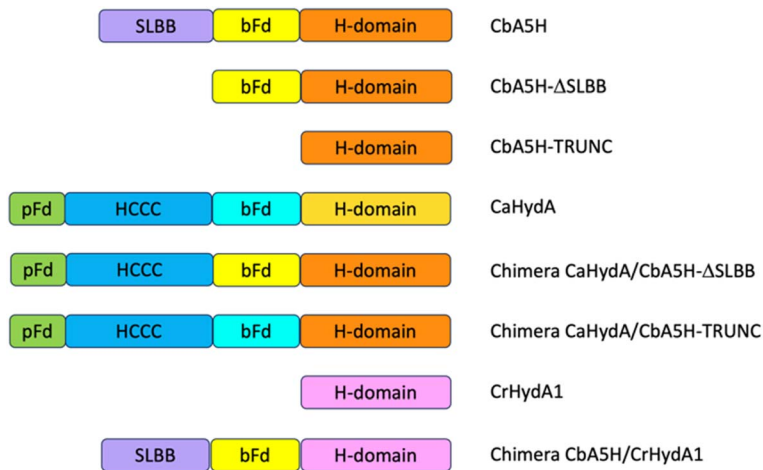 SLBB bFd H-domain CbA5H
bFd H-domain CbA5H-ΔSLBB
H-domain CbA5H-TRUNC
pFd HCCC bFd H-domain CaHydA
pFd HCCC bFd H-domain Chimera CaHydA/CbA5H-ΔSLBB
pFd HCCC bFd H-domain Chimera CaHydA/CbA5H-TRUNC
H-domain CrHydA1
SLBB bFd H-domain Chimera CbA5H/CrHydA1